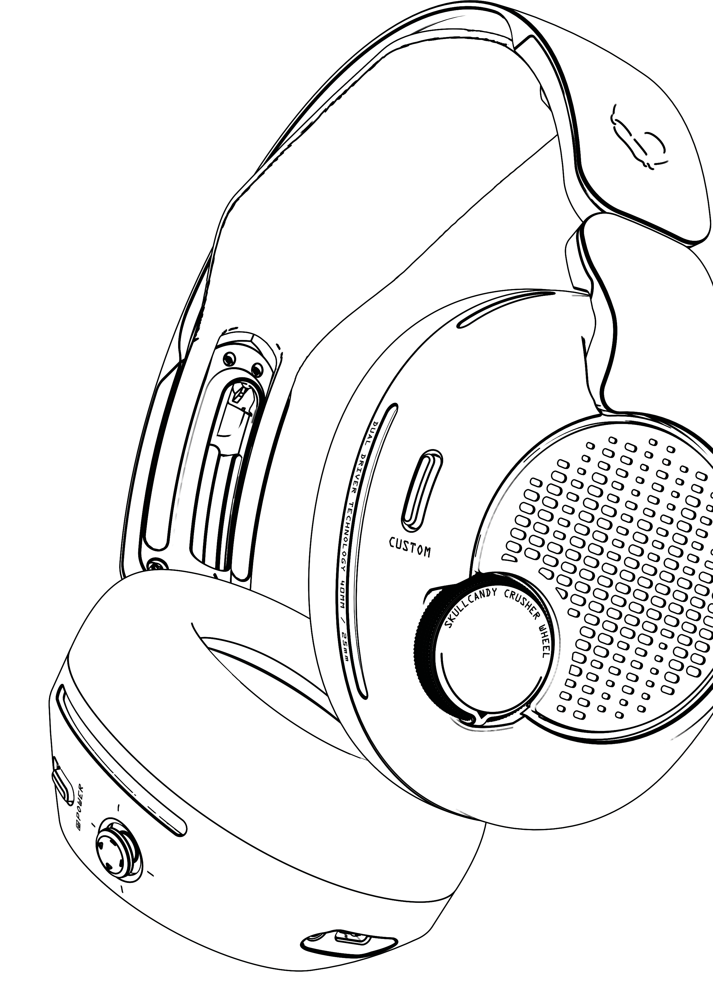 DUAL DRIVER TECHNOLOGY 40MM / 25mm
CUSTOM
SKULLCANDY CRUSHER WHEEL
POWER